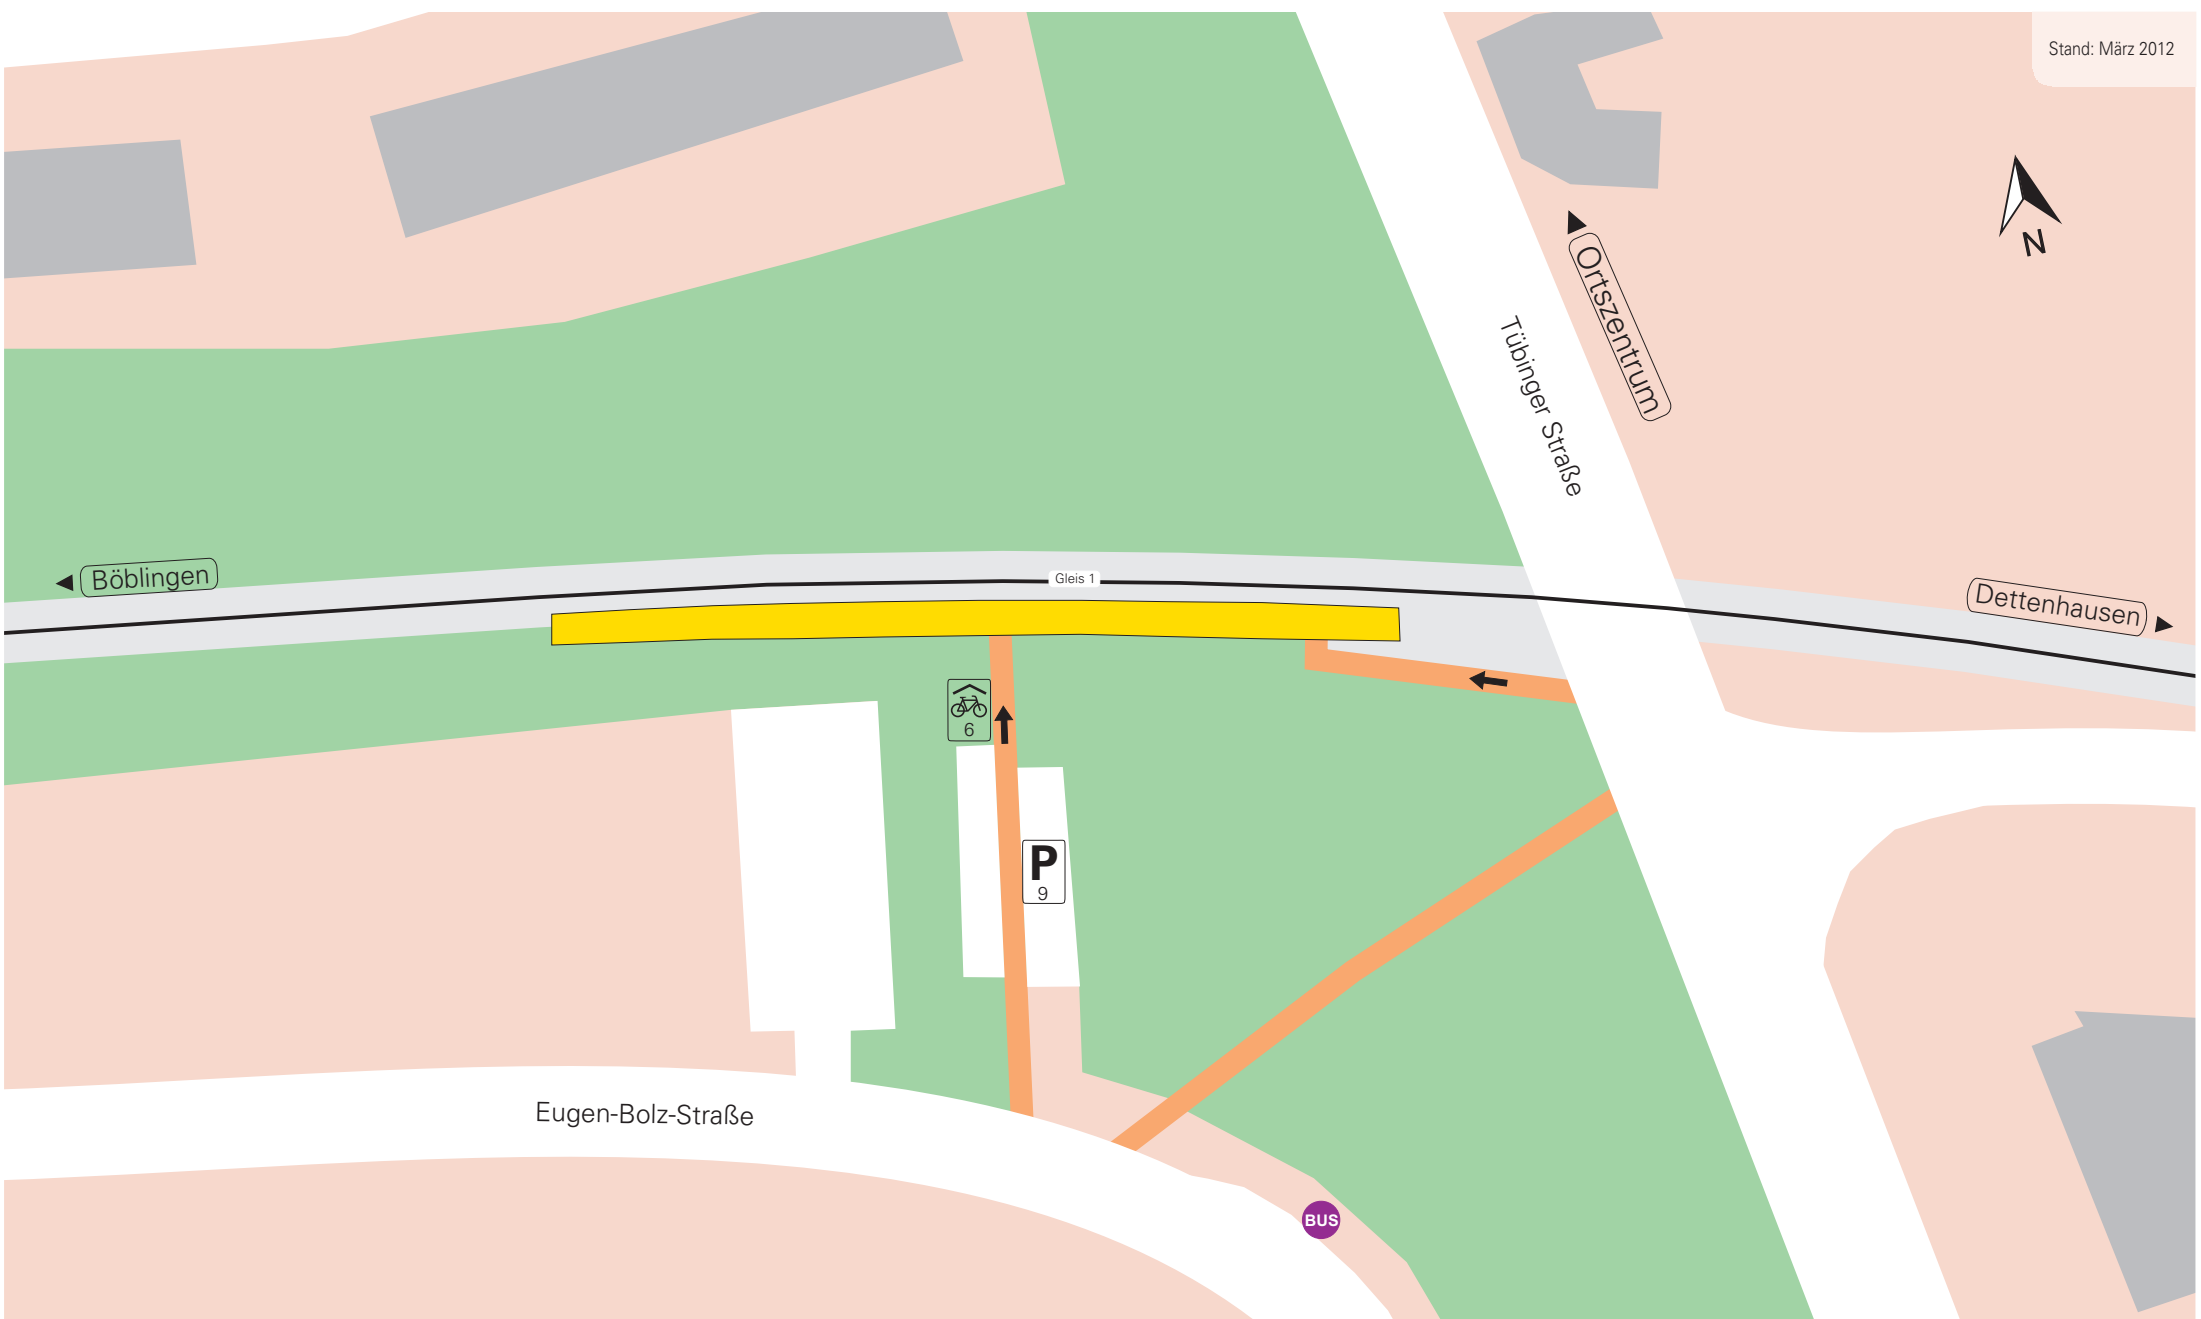 Stand: März 2012
N
Ortszentrum
Tübinger Straße
Böblingen
Gleis 1
Dettenhausen
6
P
9
Eugen-Bolz-Straße
BUS